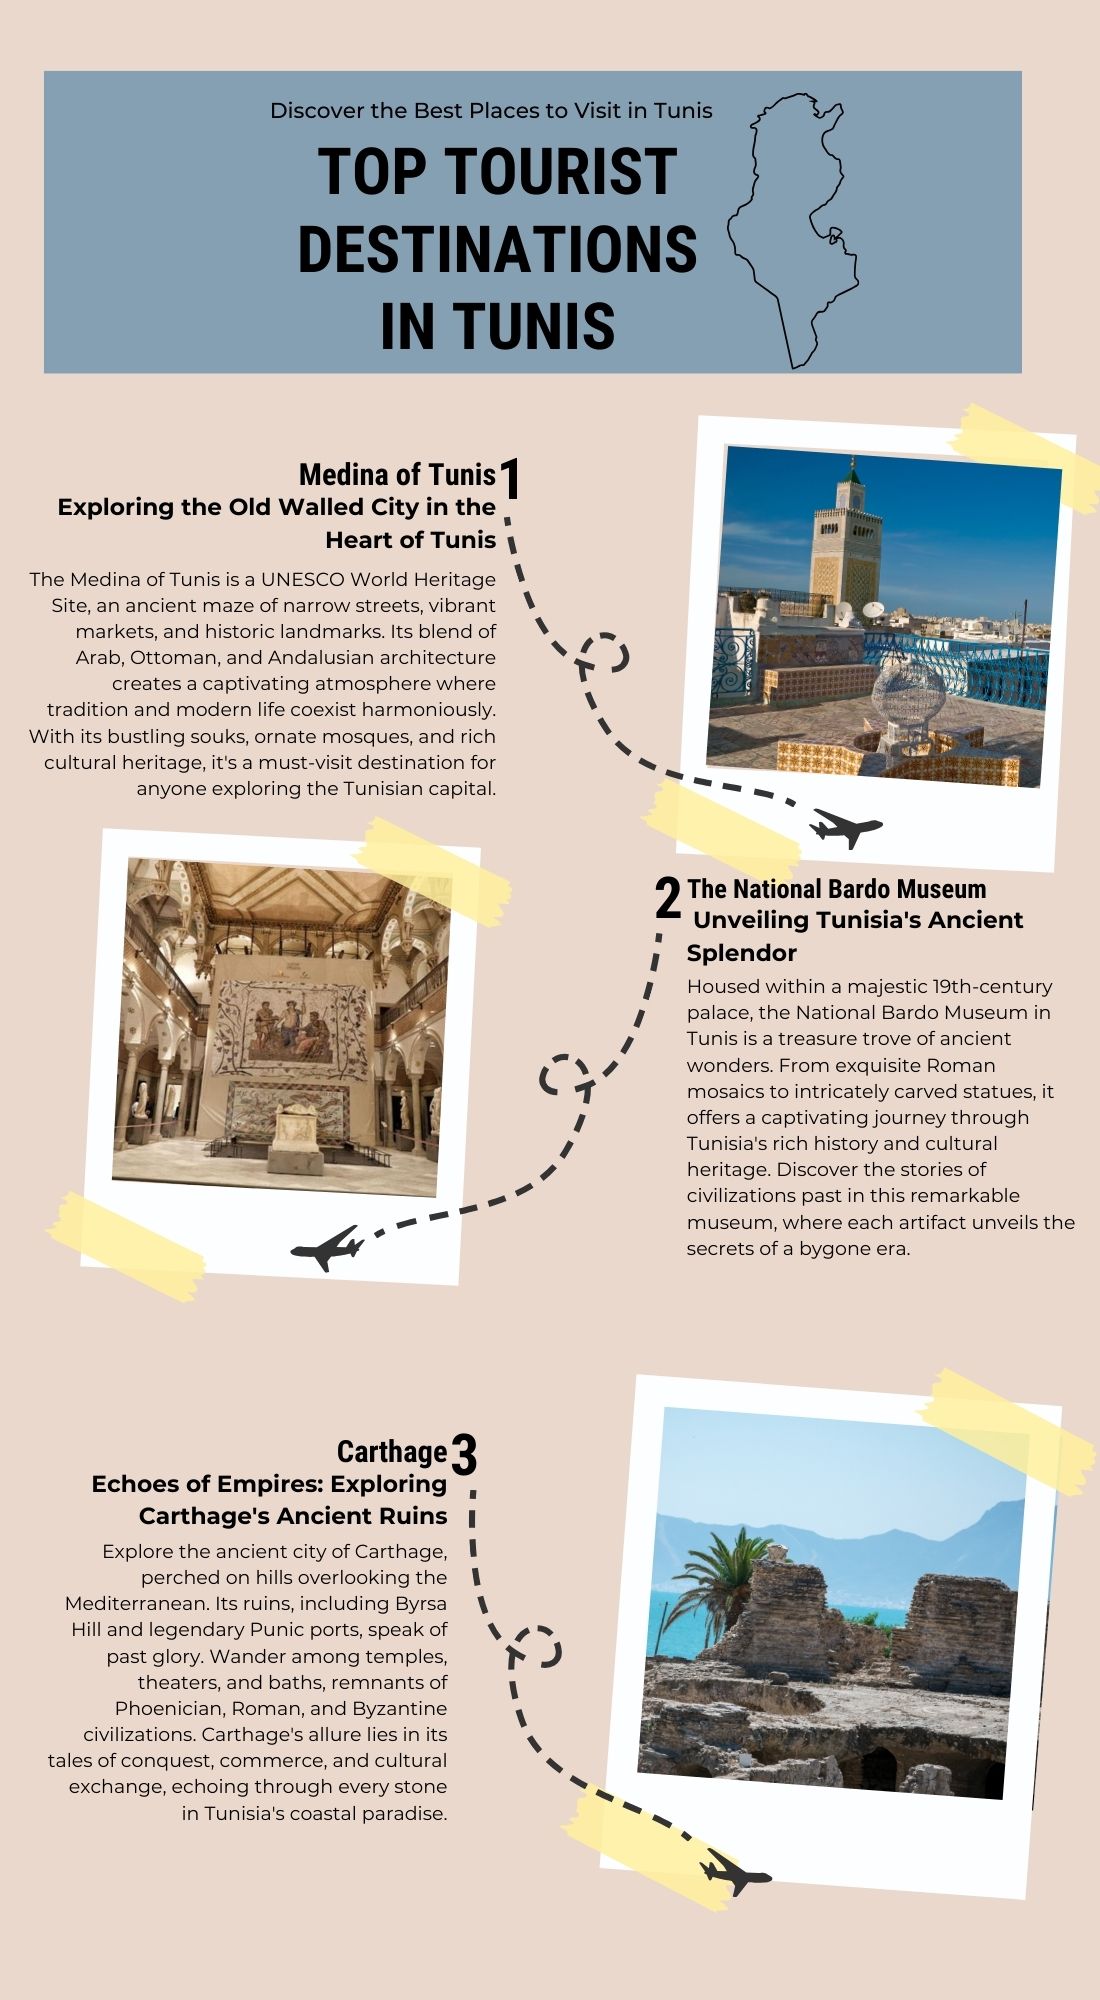 Discover the Best Places to Visit in Tunis
TOP TOURIST
DESTINATIONS
IN TUNIS
Medina of Tunis 1
Exploring the Old Walled City in the
Heart of Tunis
The Medina of Tunis is a UNESCO World Heritage
Site, an ancient maze of narrow streets, vibrant
markets, and historic landmarks. Its blend of
Arab, Ottoman, and Andalusian architecture
creates a captivating atmosphere where
tradition and modern life coexist harmoniously.
With its bustling souks, ornate mosques, and rich
cultural heritage, it's a must-visit destination for
anyone exploring the Tunisian capital.
2 The National Bardo Museum
Unveiling Tunisia's Ancient
Splendor
Housed within a majestic 19th-century
palace, the National Bardo Museum in
Tunis is a treasure trove of ancient
wonders. From exquisite Roman
mosaics to intricately carved statues, it
offers a captivating journey through
Tunisia's rich history and cultural
heritage. Discover the stories of
civilizations past in this remarkable
museum, where each artifact unveils the
secrets of a bygone era.
Carthage 3
Echoes of Empires: Exploring
Carthage's Ancient Ruins
Explore the ancient city of Carthage,
perched on hills overlooking the
Mediterranean. Its ruins, including Byrsa
Hill and legendary Punic ports, speak of
past glory. Wander among temples,
theaters, and baths, remnants of
Phoenician, Roman, and Byzantine
civilizations. Carthage's allure lies in its
tales of conquest, commerce, and cultural
exchange, echoing through every stone
in Tunisia's coastal paradise.